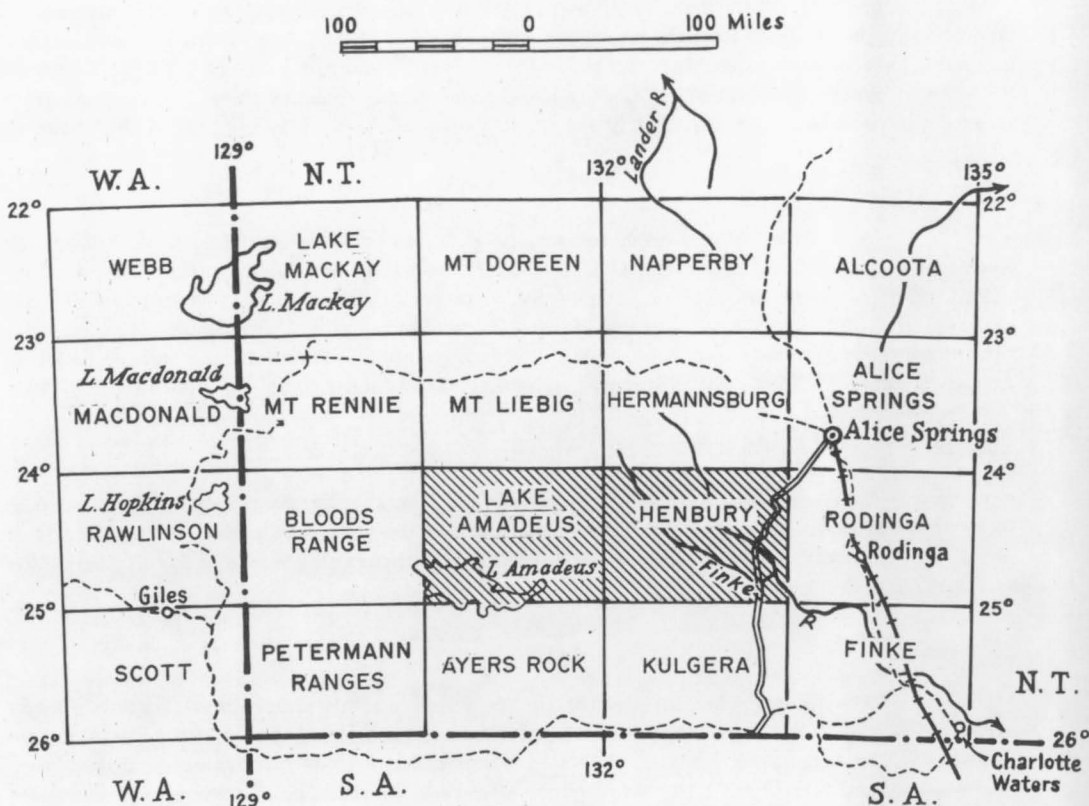 100 0 100 Miles
Lander R.
129° 132° 135°
W.A. N.T.
22° 22°
WEBB
LAKE
MACKAY
MT DOREEN
NAPPERBY
ALCOOTA
L. Mackay
23° 23°
L. Macdonald
MACDONALD
MT RENNIE
MT LIEBIG
HERMANNSBURG
ALICE
SPRINGS
Alice Springs
24° 24°
L. Hopkins
RAWLINSON
BLOODS
RANGE
LAKE
AMADEUS
HENBURY
RODINGA
Rodinga
L. Amadeus
Finke
R.
Giles
25° 25°
SCOTT
PETERMANN
RANGES
AYERS ROCK
KULGERA
FINKE
N.T.
26° 26°
Charlotte
Waters
W.A. 129° S.A. 132° S.A.